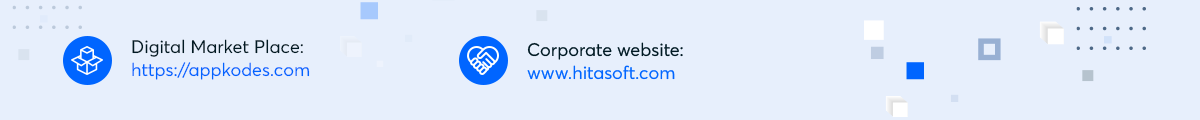 Digital Market Place:
https://appkodes.com
Corporate website:
www.hitasoft.com